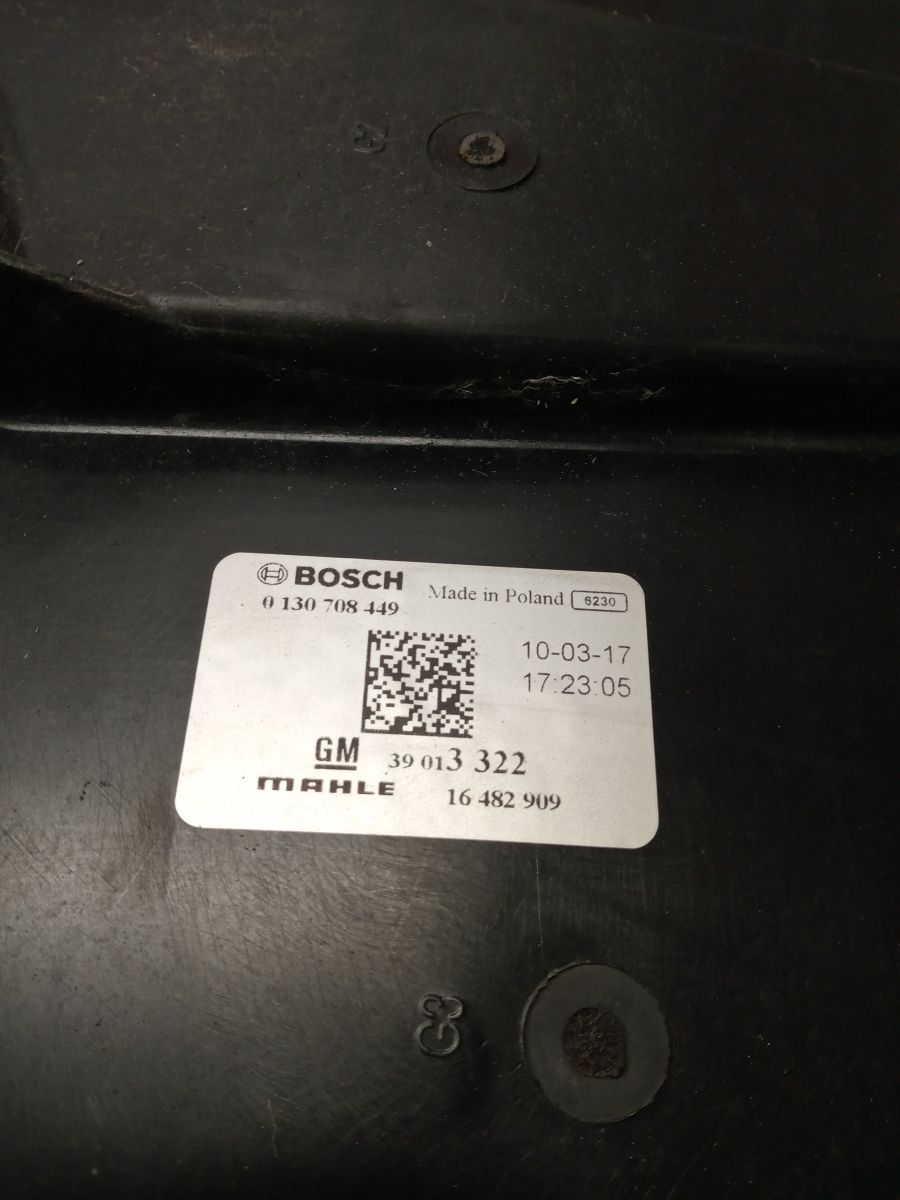 BOSCH Made in Poland 6230
0 130 708 449
10-03-17
17:23:05
GM 39 013 322
MAHLE 16 482 909
G3